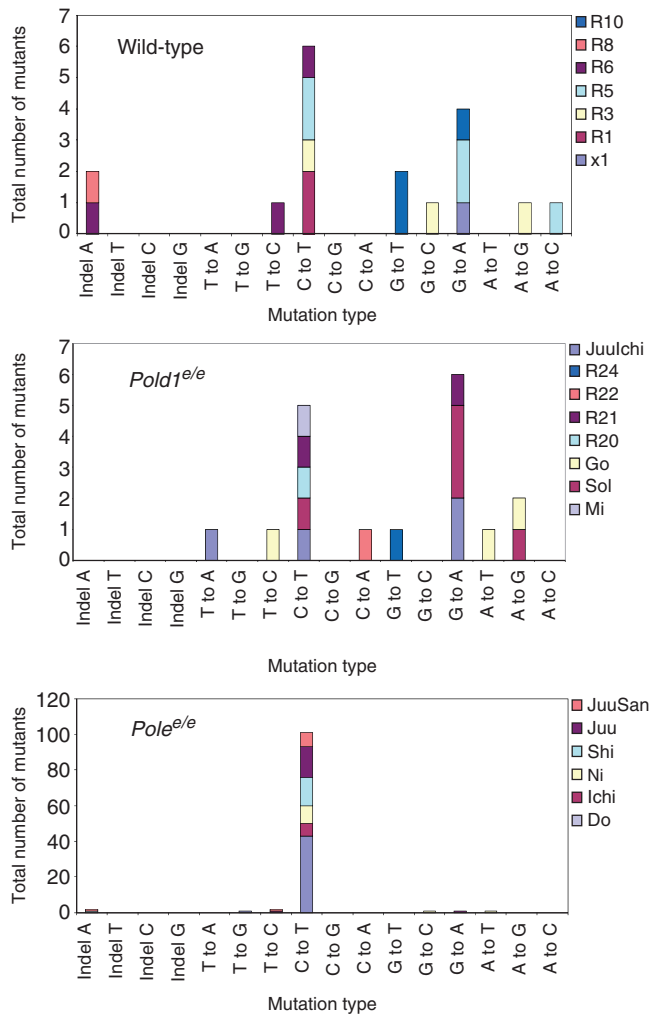 Wild-type
Total number of mutants
7
6
5
4
3
2
1
0
Indel A
Indel T
Indel C
Indel G
T to A
T to G
T to C
C to T
C to G
C to A
G to T
G to C
G to A
A to T
A to G
A to C
Mutation type
R10
R8
R6
R5
R3
R1
x1
Pold1e/e
Total number of mutants
7
6
5
4
3
2
1
0
Indel A
Indel T
Indel C
Indel G
T to A
T to G
T to C
C to T
C to G
C to A
G to T
G to C
G to A
A to T
A to G
A to C
Mutation type
JuuIchi
R24
R22
R21
R20
Go
Sol
Mi
Polee/e
Total number of mutants
120
100
80
60
40
20
0
Indel A
Indel T
Indel C
Indel G
T to A
T to G
T to C
C to T
C to G
C to A
G to T
G to C
G to A
A to T
A to G
A to C
Mutation type
JuuSan
Juu
Shi
Ni
Ichi
Do